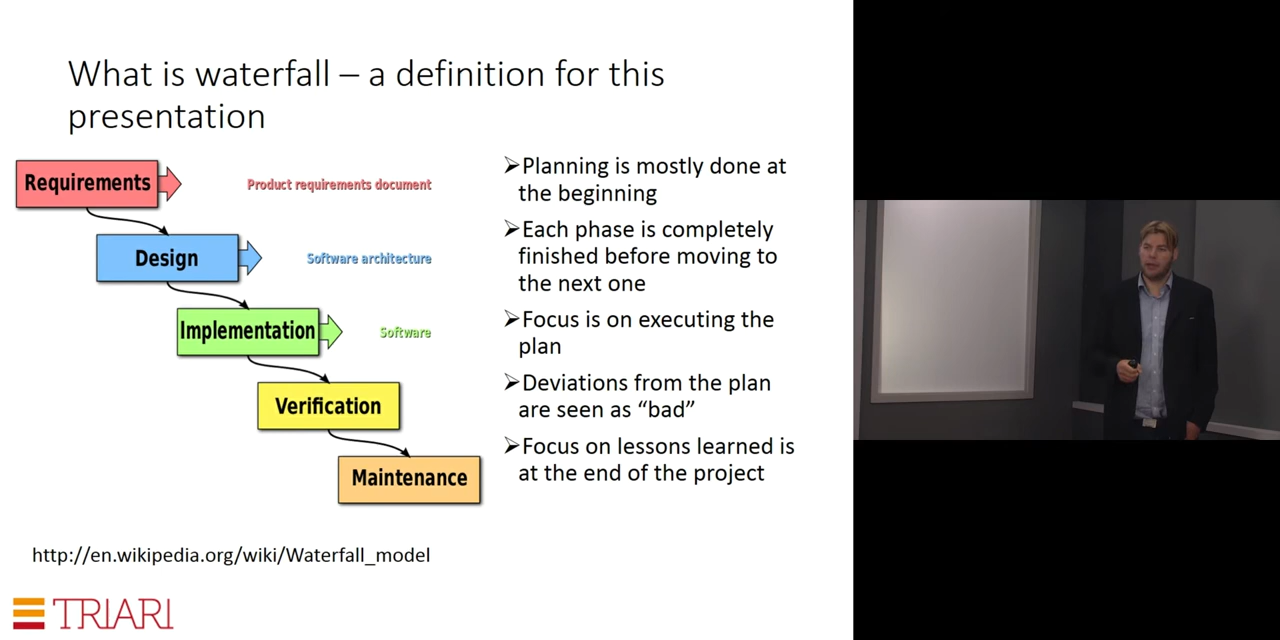 What is waterfall – a definition for this
presentation
Requirements
Product requirements document
Design
Software architecture
Implementation
Software
Verification
Maintenance
➢Planning is mostly done at
the beginning
➢Each phase is completely
finished before moving to
the next one
➢Focus is on executing the
plan
➢Deviations from the plan
are seen as “bad”
➢Focus on lessons learned is
at the end of the project
http://en.wikipedia.org/wiki/Waterfall_model
TRIARI